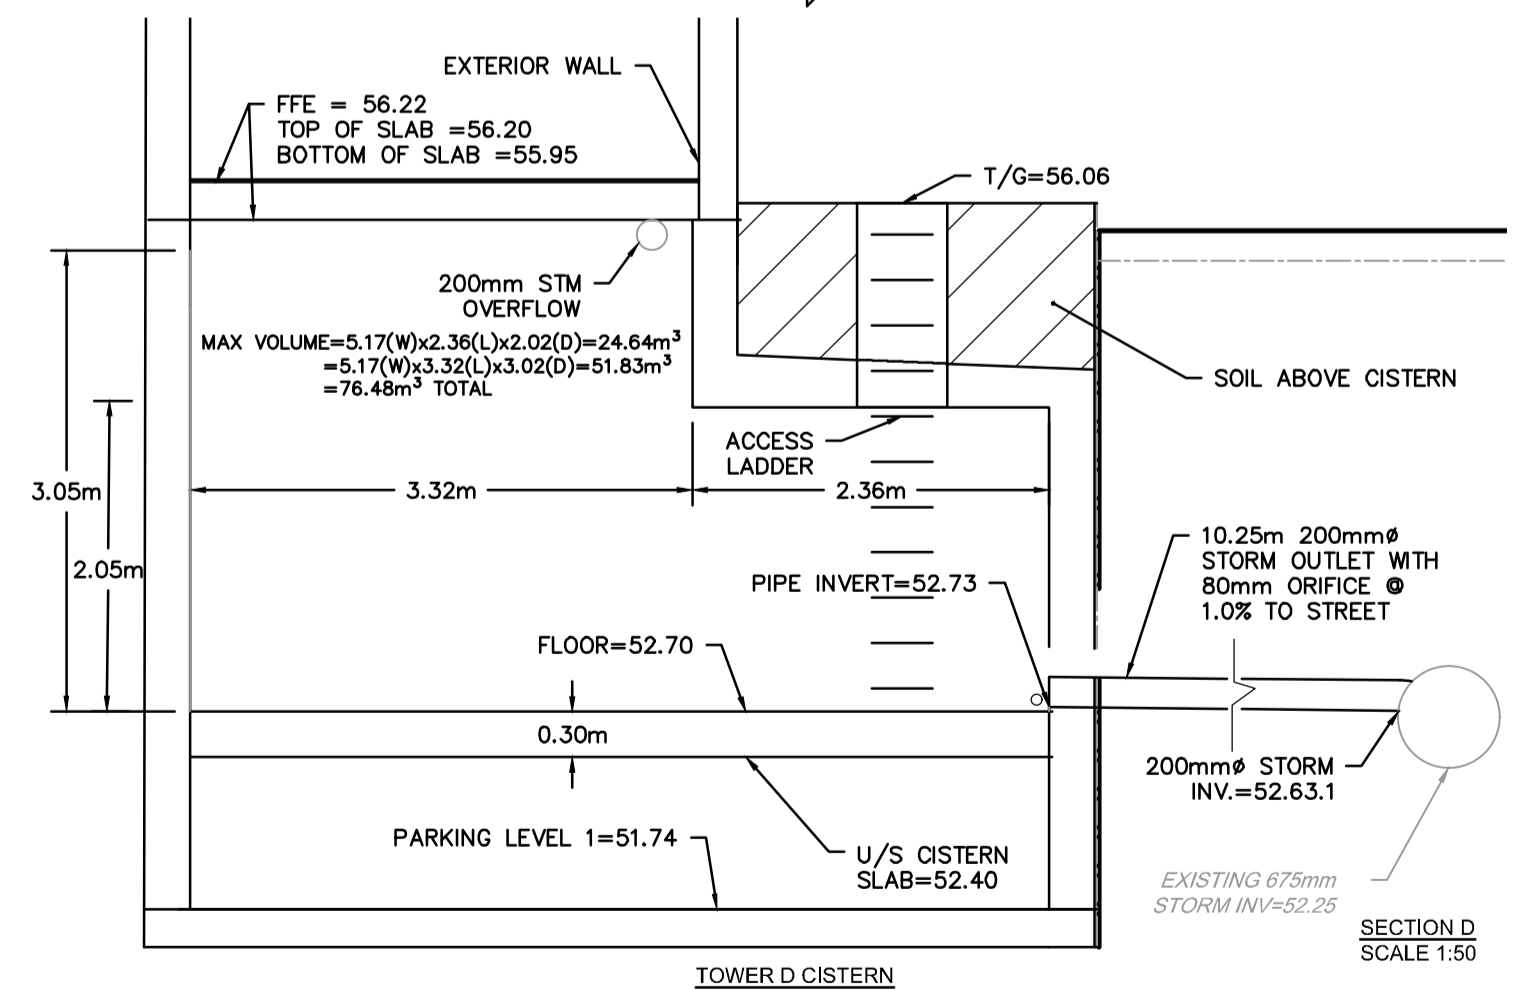 EXTERIOR WALL
FFE = 56.22
TOP OF SLAB =56.20
BOTTOM OF SLAB =55.95
T/G=56.06
200mm STM
OVERFLOW
MAX VOLUME=5.17(W)x2.36(L)x2.02(D)=24.64m³
=5.17(W)x3.32(L)x3.02(D)=51.83m³
=76.48m³ TOTAL
SOIL ABOVE CISTERN
ACCESS
LADDER
3.05m
3.32m
2.36m
2.05m
10.25m 200mmø
STORM OUTLET WITH
80mm ORIFICE @
1.0% TO STREET
PIPE INVERT=52.73
FLOOR=52.70
0.30m
200mmø STORM
INV.=52.63.1
PARKING LEVEL 1=51.74
U/S CISTERN
SLAB=52.40
EXISTING 675mm
STORM INV=52.25
SECTION D
SCALE 1:50
TOWER D CISTERN